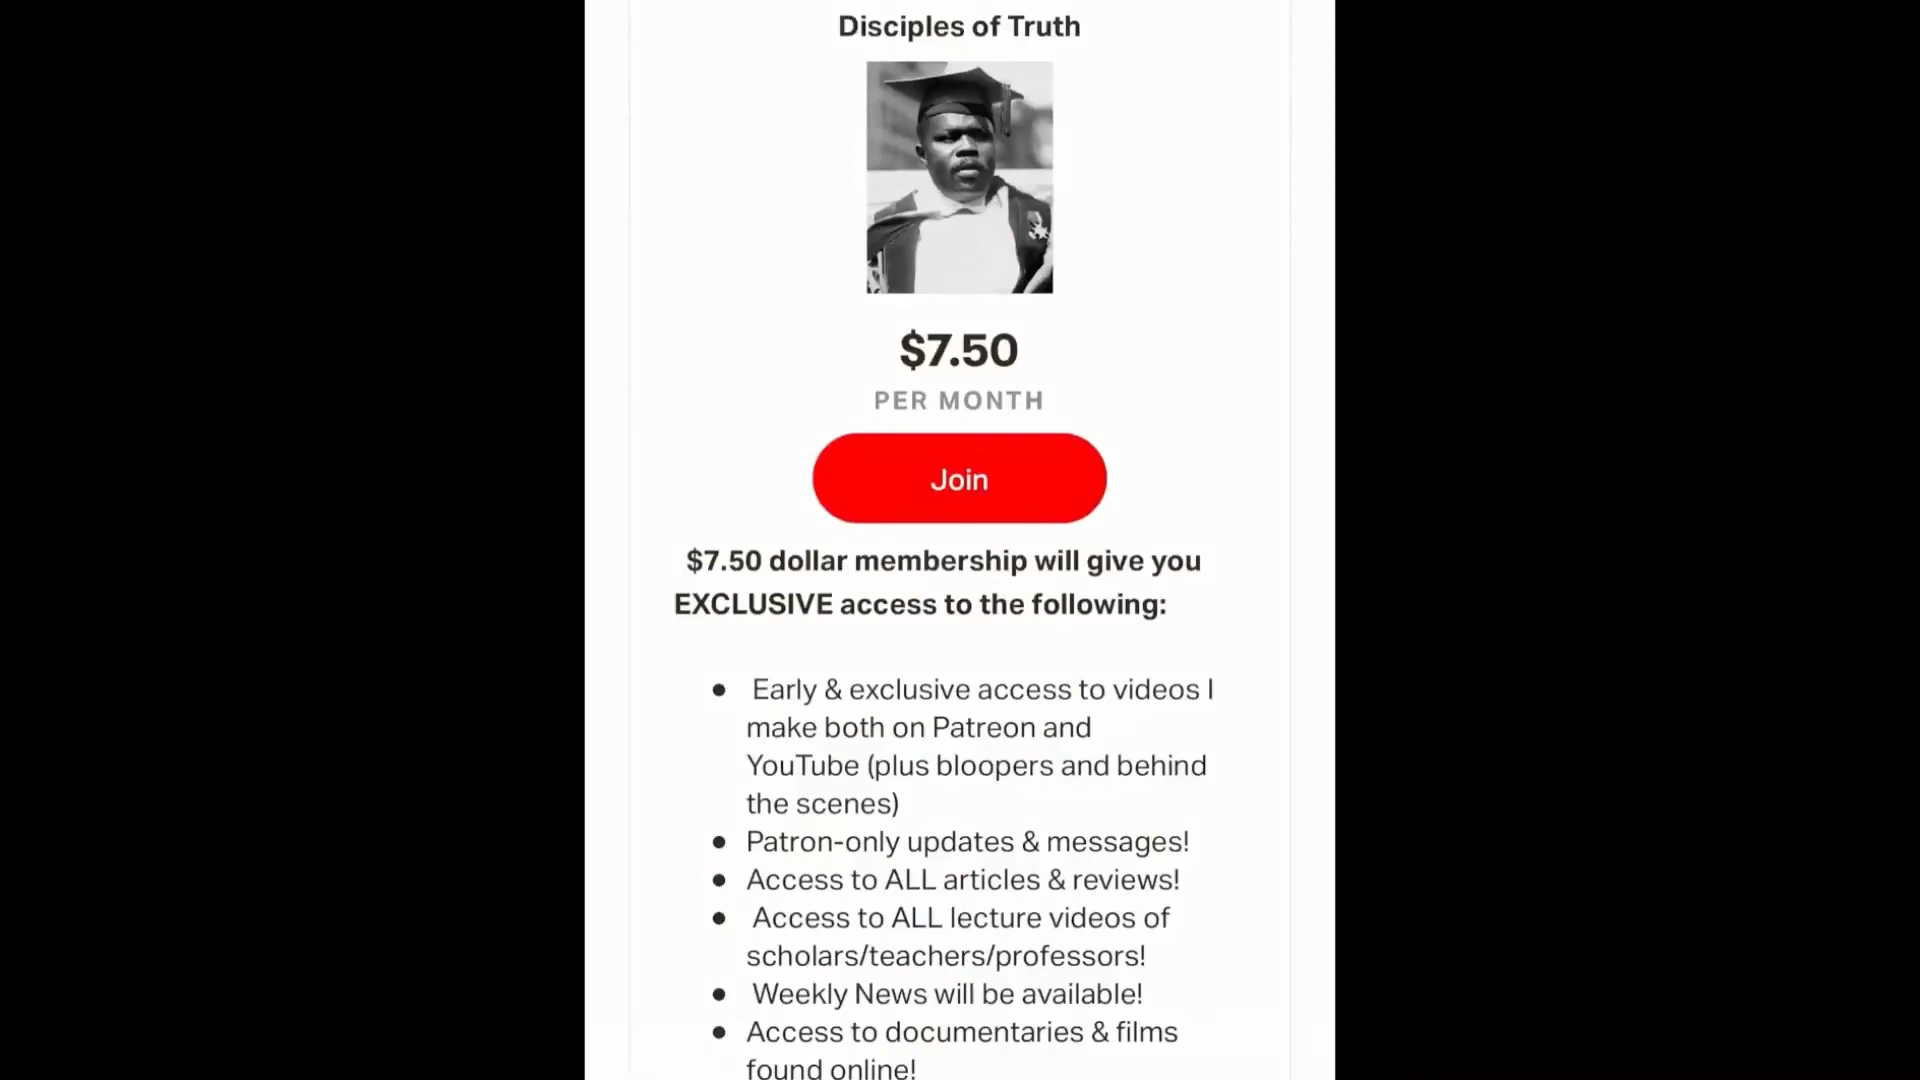 Disciples of Truth
$7.50
PER MONTH
Join
$7.50 dollar membership will give you
EXCLUSIVE access to the following:
● Early & exclusive access to videos I
make both on Patreon and
YouTube (plus bloopers and behind
the scenes)
● Patron-only updates & messages!
● Access to ALL articles & reviews!
● Access to ALL lecture videos of
scholars/teachers/professors!
● Weekly News will be available!
● Access to documentaries & films
found online!